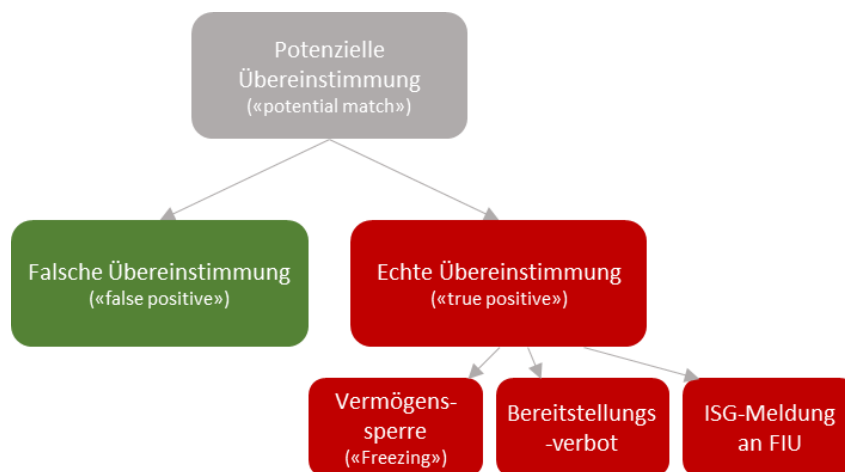 Potenzielle
Übereinstimmung
(«potential match»)
Falsche Übereinstimmung
(«false positive»)
Echte Übereinstimmung
(«true positive»)
Vermögens-
sperre
(«Freezing»)
Bereitstellungs
-verbot
ISG-Meldung
an FIU